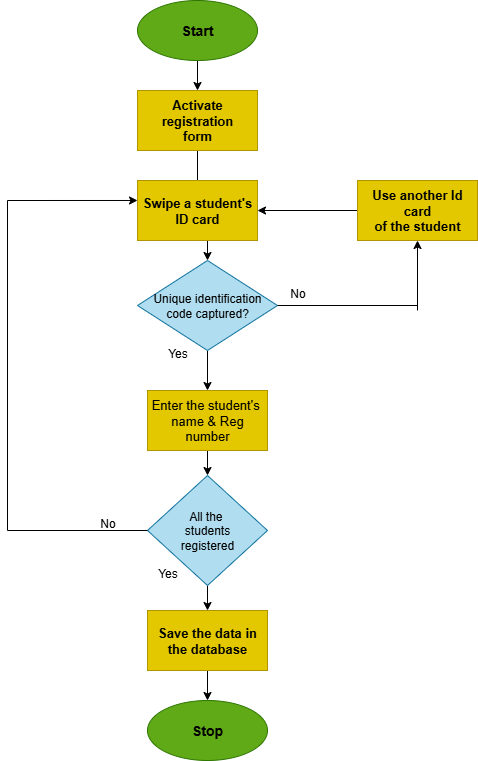 Start
Activate
registration
form
Swipe a student's
ID card
Use another Id
card
of the student
Unique identification
code captured?
No
Yes
Enter the student's
name & Reg
number
All the
students
registered
No
Yes
Save the data in
the database
Stop